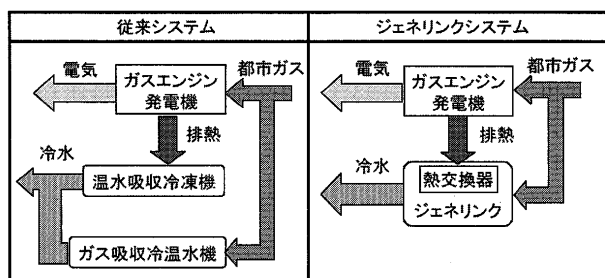 従来システム
電気
ガスエンジン
発電機
都市ガス
排熱
冷水
温水吸収冷凍機
ガス吸収冷温水機
ジェネリンクシステム
電気
ガスエンジン
発電機
都市ガス
排熱
冷水
熱交換器
ジェネリンク